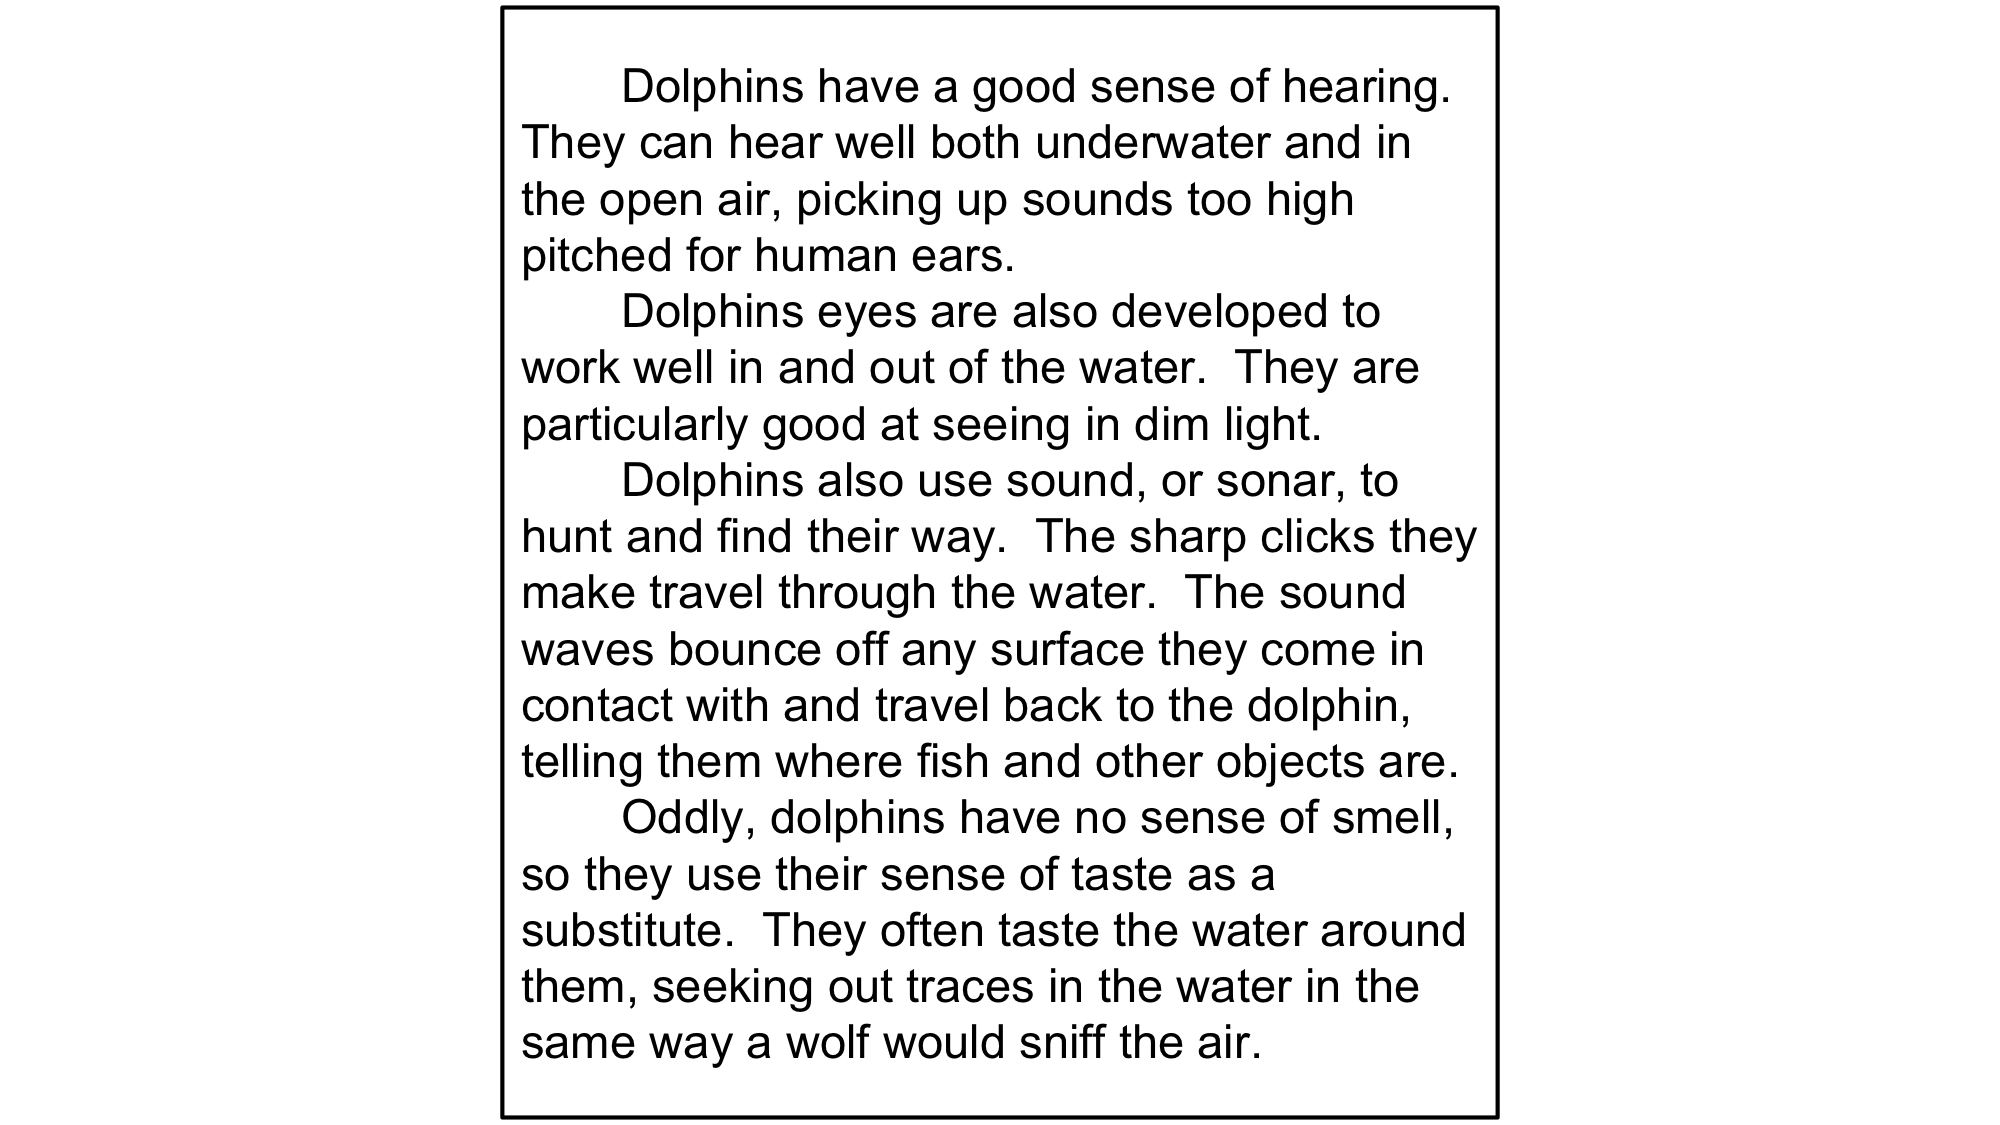 Dolphins have a good sense of hearing.
They can hear well both underwater and in
the open air, picking up sounds too high
pitched for human ears.
Dolphins eyes are also developed to
work well in and out of the water.  They are
particularly good at seeing in dim light.
Dolphins also use sound, or sonar, to
hunt and find their way.  The sharp clicks they
make travel through the water.  The sound
waves bounce off any surface they come in
contact with and travel back to the dolphin,
telling them where fish and other objects are.
Oddly, dolphins have no sense of smell,
so they use their sense of taste as a
substitute.  They often taste the water around
them, seeking out traces in the water in the
same way a wolf would sniff the air.